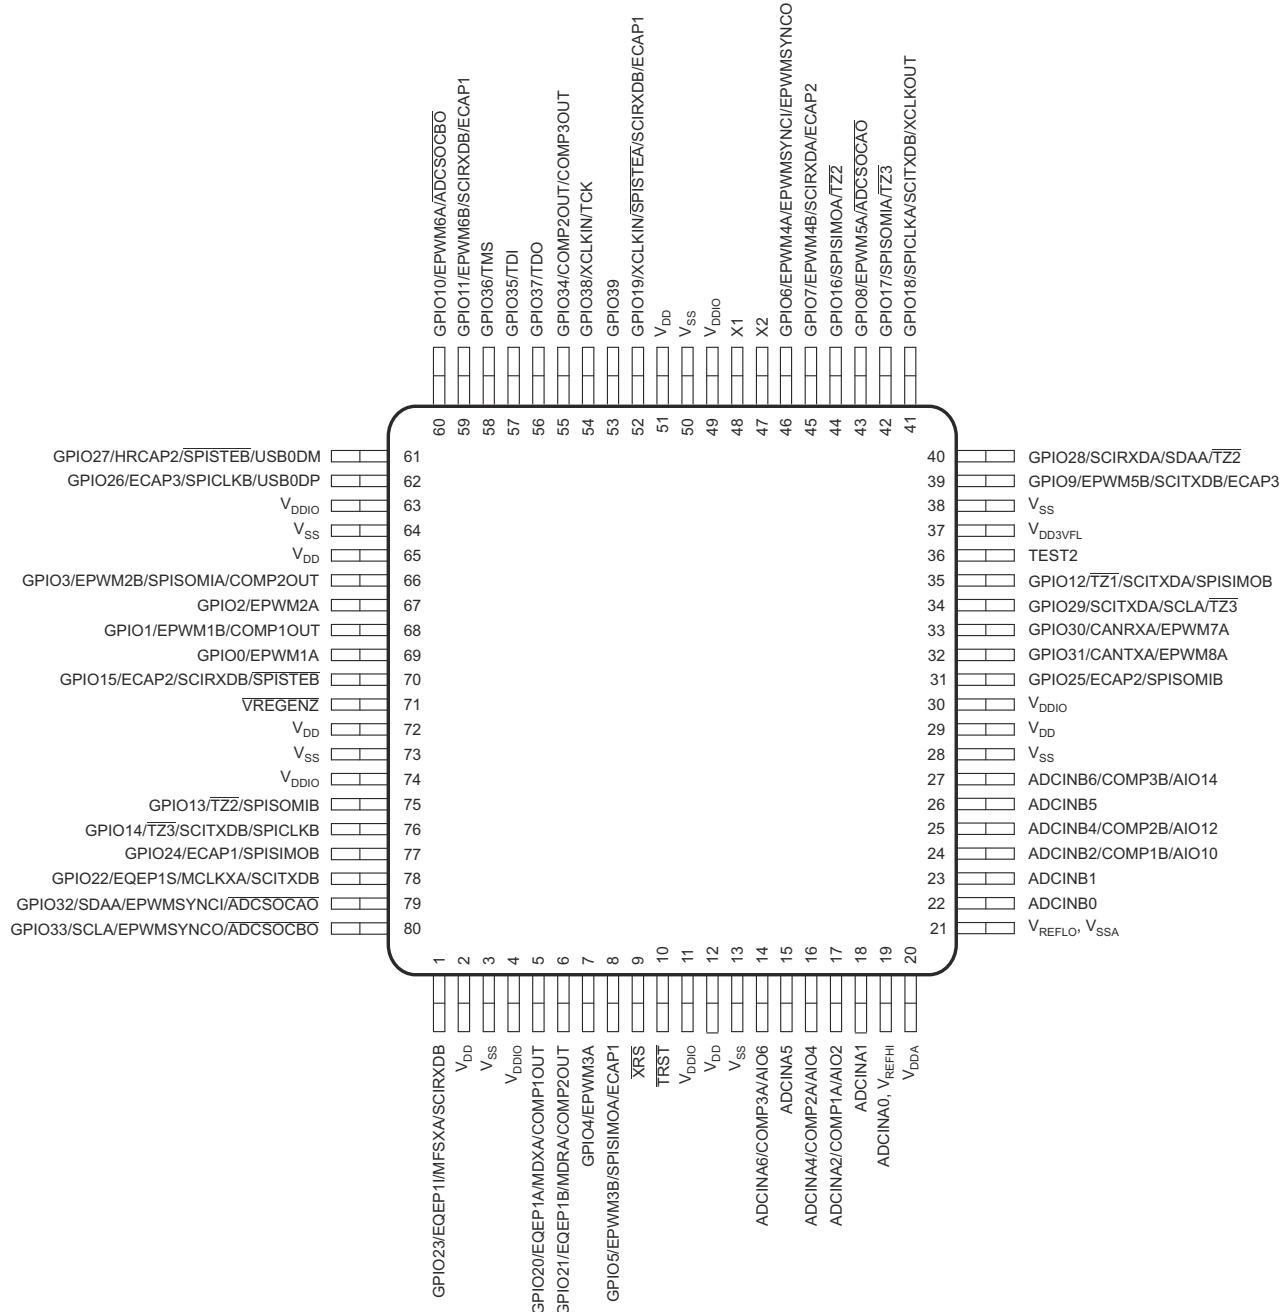 GPIO10/EPWM6A/ADCSOCBO
GPIO11/EPWM6B/SCIRXDB/ECAP1
GPIO36/TMS
GPIO35/TDI
GPIO37/TDO
GPIO34/COMP2OUT/COMP3OUT
GPIO38/XCLKIN/TCK
GPIO39
GPIO19/XCLKIN/SPISTEA/SCIRXDB/ECAP1
VDD
VSS
VDDIO
X1
X2
GPIO6/EPWM4A/EPWMSYNCI/EPWMSYNCO
GPIO7/EPWM4B/SCIRXDA/ECAP2
GPIO16/SPISIMOA/TZ2
GPIO8/EPWM5A/ADCSOCAO
GPIO17/SPISOMIA/TZ3
GPIO18/SPICLKA/SCITXDB/XCLKOUT
60 59 58 57 56 55 54 53 52 51 50 49 48 47 46 45 44 43 42 41
GPIO27/HRCAP2/SPISTEB/USB0DM 61
GPIO26/ECAP3/SPICLKB/USB0DP 62
VDDIO 63
VSS 64
VDD 65
GPIO3/EPWM2B/SPISOMIA/COMP2OUT 66
GPIO2/EPWM2A 67
GPIO1/EPWM1B/COMP1OUT 68
GPIO0/EPWM1A 69
GPIO15/ECAP2/SCIRXDB/SPISTEB 70
VREGENZ 71
VDD 72
VSS 73
VDDIO 74
GPIO13/TZ2/SPISOMIB 75
GPIO14/TZ3/SCITXDB/SPICLKB 76
GPIO24/ECAP1/SPISIMOB 77
GPIO22/EQEP1S/MCLKXA/SCITXDB 78
GPIO32/SDAA/EPWMSYNCI/ADCSOCAO 79
GPIO33/SCLA/EPWMSYNCO/ADCSOCBO 80
40 GPIO28/SCIRXDA/SDAA/TZ2
39 GPIO9/EPWM5B/SCITXDB/ECAP3
38 VSS
37 VDD3VFL
36 TEST2
35 GPIO12/TZ1/SCITXDA/SPISIMOB
34 GPIO29/SCITXDA/SCLA/TZ3
33 GPIO30/CANRXA/EPWM7A
32 GPIO31/CANTXA/EPWM8A
31 GPIO25/ECAP2/SPISOMIB
30 VDDIO
29 VDD
28 VSS
27 ADCINB6/COMP3B/AIO14
26 ADCINB5
25 ADCINB4/COMP2B/AIO12
24 ADCINB2/COMP1B/AIO10
23 ADCINB1
22 ADCINB0
21 VREFLO, VSSA
1 2 3 4 5 6 7 8 9 10 11 12 13 14 15 16 17 18 19 20
GPIO23/EQEP1I/MFSXA/SCIRXDB
VDD
VSS
VDDIO
GPIO20/EQEP1A/MDXA/COMP1OUT
GPIO21/EQEP1B/MDRA/COMP2OUT
GPIO4/EPWM3A
GPIO5/EPWM3B/SPISIMOA/ECAP1
XRS
TRST
VDDIO
VDD
VSS
ADCINA6/COMP3A/AIO6
ADCINA5
ADCINA4/COMP2A/AIO4
ADCINA2/COMP1A/AIO2
ADCINA1
ADCINA0, VREFHI
VDDA